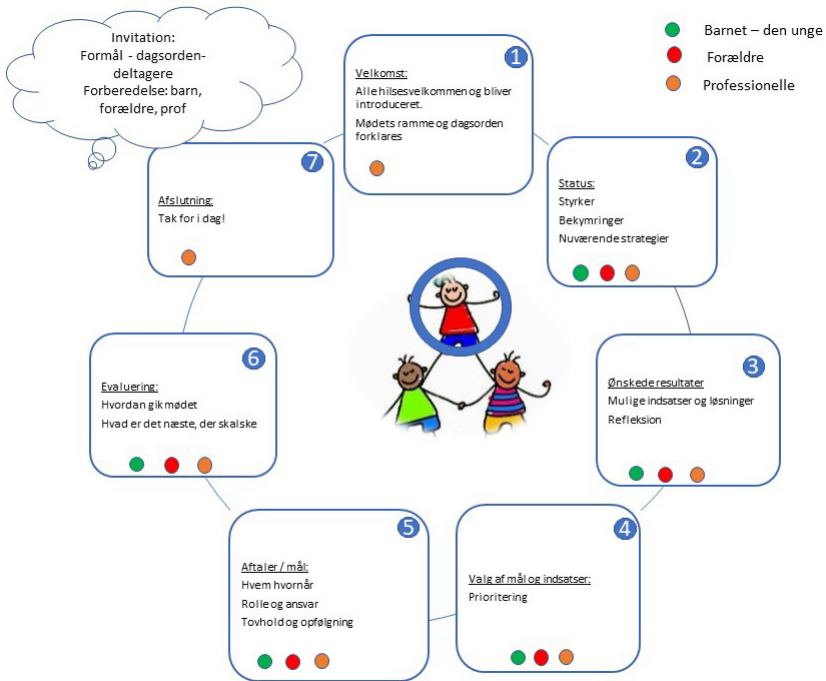 Invitation:
Formål - dagsorden-
deltagere
Forberedelse: barn,
forældre, prof
Barnet – den unge
Forældre
Professionelle
1
Velkomst:
Alle hilses velkommen og bliver
introduceret.
Mødets ramme og dagsorden
forklares
2
Status:
Styrker
Bekymringer
Nuværende strategier
3
Ønskede resultater
Mulige indsatser og løsninger
Refleksion
4
Valg af mål og indsatser:
Prioritering
5
Aftaler / mål:
Hvem hvornår
Rolle og ansvar
Tovhold og opfølgning
6
Evaluering:
Hvordan gik mødet
Hvad er det næste, der skal ske
7
Afslutning:
Tak for i dag!